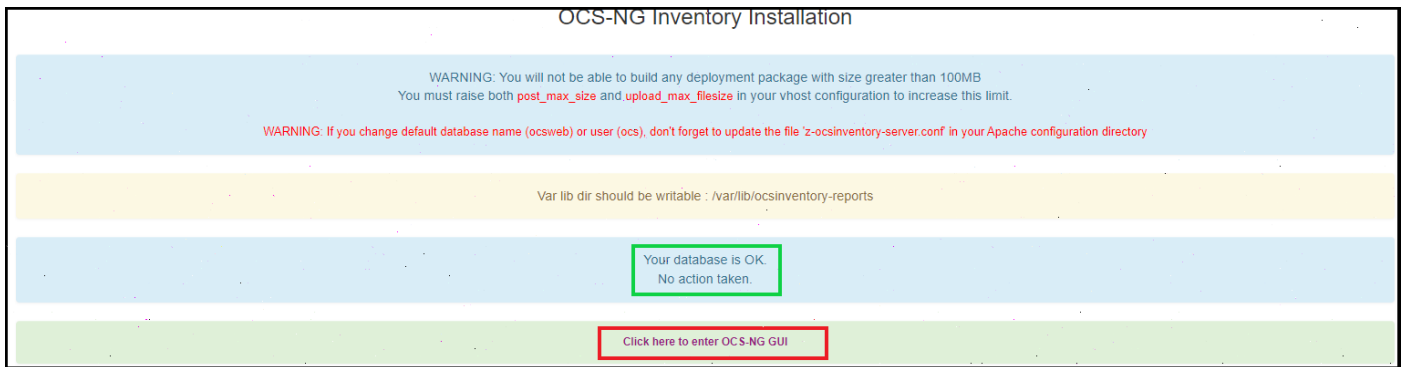 OCS-NG Inventory Installation
WARNING: You will not be able to build any deployment package with size greater than 100MB
You must raise both post_max_size and upload_max_filesize in your vhost configuration to increase this limit.
WARNING: If you change default database name (ocsweb) or user (ocs), don't forget to update the file 'z-ocsinventory-server.conf' in your Apache configuration directory
Var lib dir should be writable : /var/lib/ocsinventory-reports
Your database is OK.
No action taken.
Click here to enter OCS-NG GUI